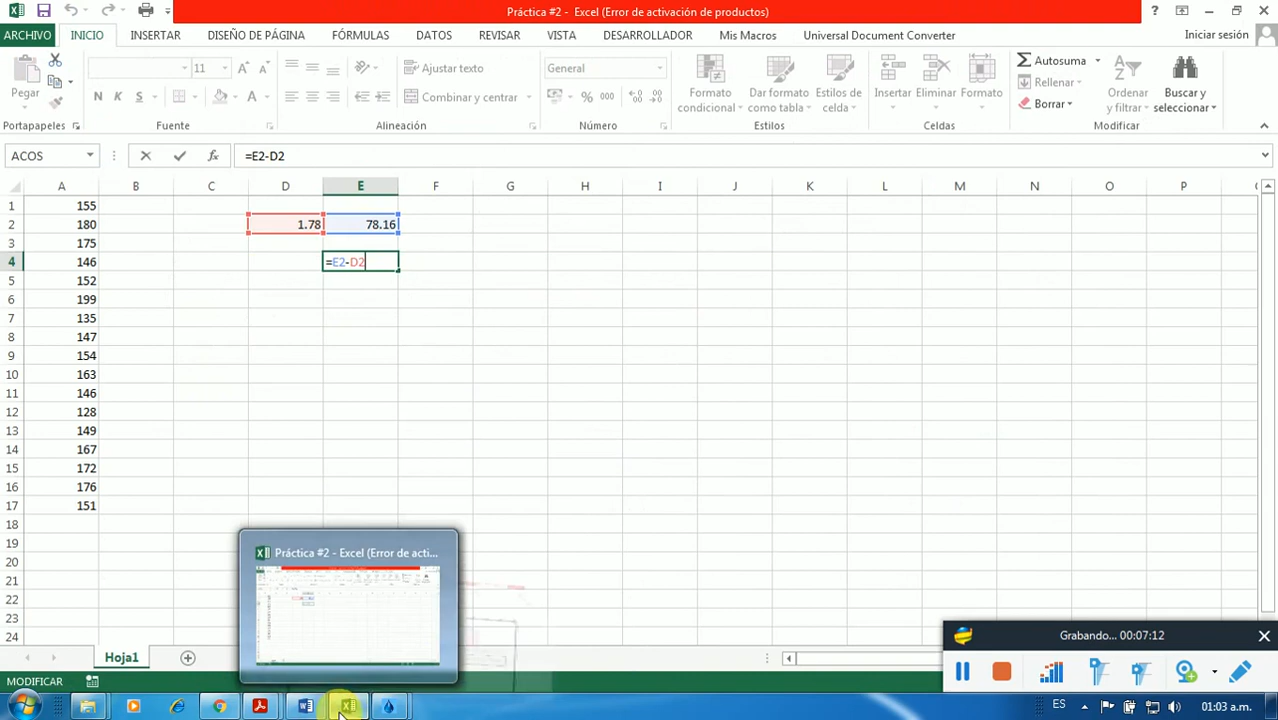 Práctica #2 - Excel (Error de activación de productos)
ARCHIVO INICIO INSERTAR DISEÑO DE PÁGINA FÓRMULAS DATOS REVISAR VISTA DESARROLLADOR Mis Macros Universal Document Converter Iniciar sesión
Pegar
11
N K S
Ajustar texto
Combinar y centrar
General
% 000
Formato condicional
Dar formato como tabla
Estilos de celda
Insertar Eliminar Formato
Autosuma
Rellenar
Borrar
Ordenar y filtrar
Buscar y seleccionar
Portapapeles Fuente Alineación Número Estilos Celdas Modificar
ACOS fx =E2-D2
A B C D E F G H I J K L M N O P
1 155
2 180 1.78 78.16
3 175
4 146 =E2-D2
5 152
6 199
7 135
8 147
9 154
10 163
11 146
12 128
13 149
14 167
15 172
16 176
17 151
18
19
20
21
22
23
24
Práctica #2 - Excel (Error de acti...
Grabando... 00:07:12
Hoja1
MODIFICAR
ES 01:03 a.m.